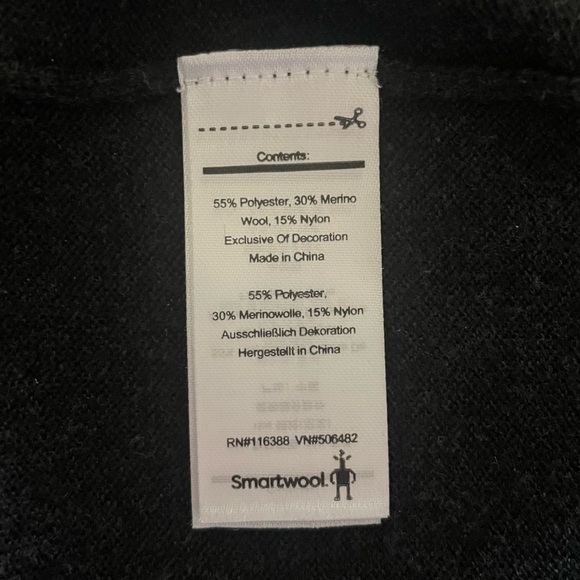 Contents:
55% Polyester, 30% Merino
Wool, 15% Nylon
Exclusive Of Decoration
Made in China
55% Polyester,
30% Merinowolle, 15% Nylon
Ausschließlich Dekoration
Hergestellt in China
RN#116388 VN#506482
Smartwool.